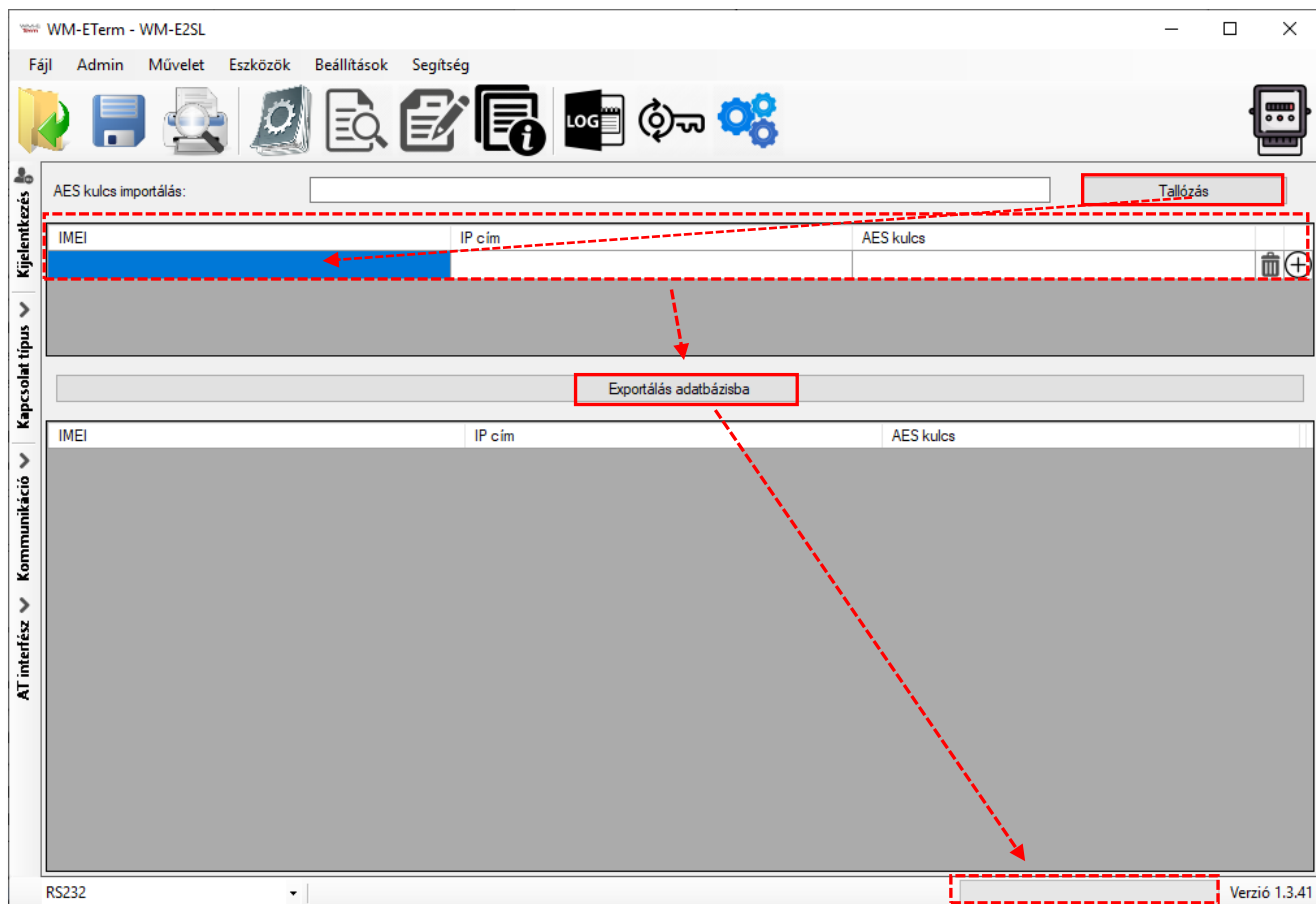 WM-ETerm - WM-E2SL
Fájl Admin Művelet Eszközök Beállítások Segítség
LOG
Kijelentkezés
Kapcsolat típus
Kommunikáció
AT interfész
AES kulcs importálás:
Tallózás
IMEI IP cím AES kulcs
Exportálás adatbázisba
IMEI IP cím AES kulcs
RS232
Verzió 1.3.41